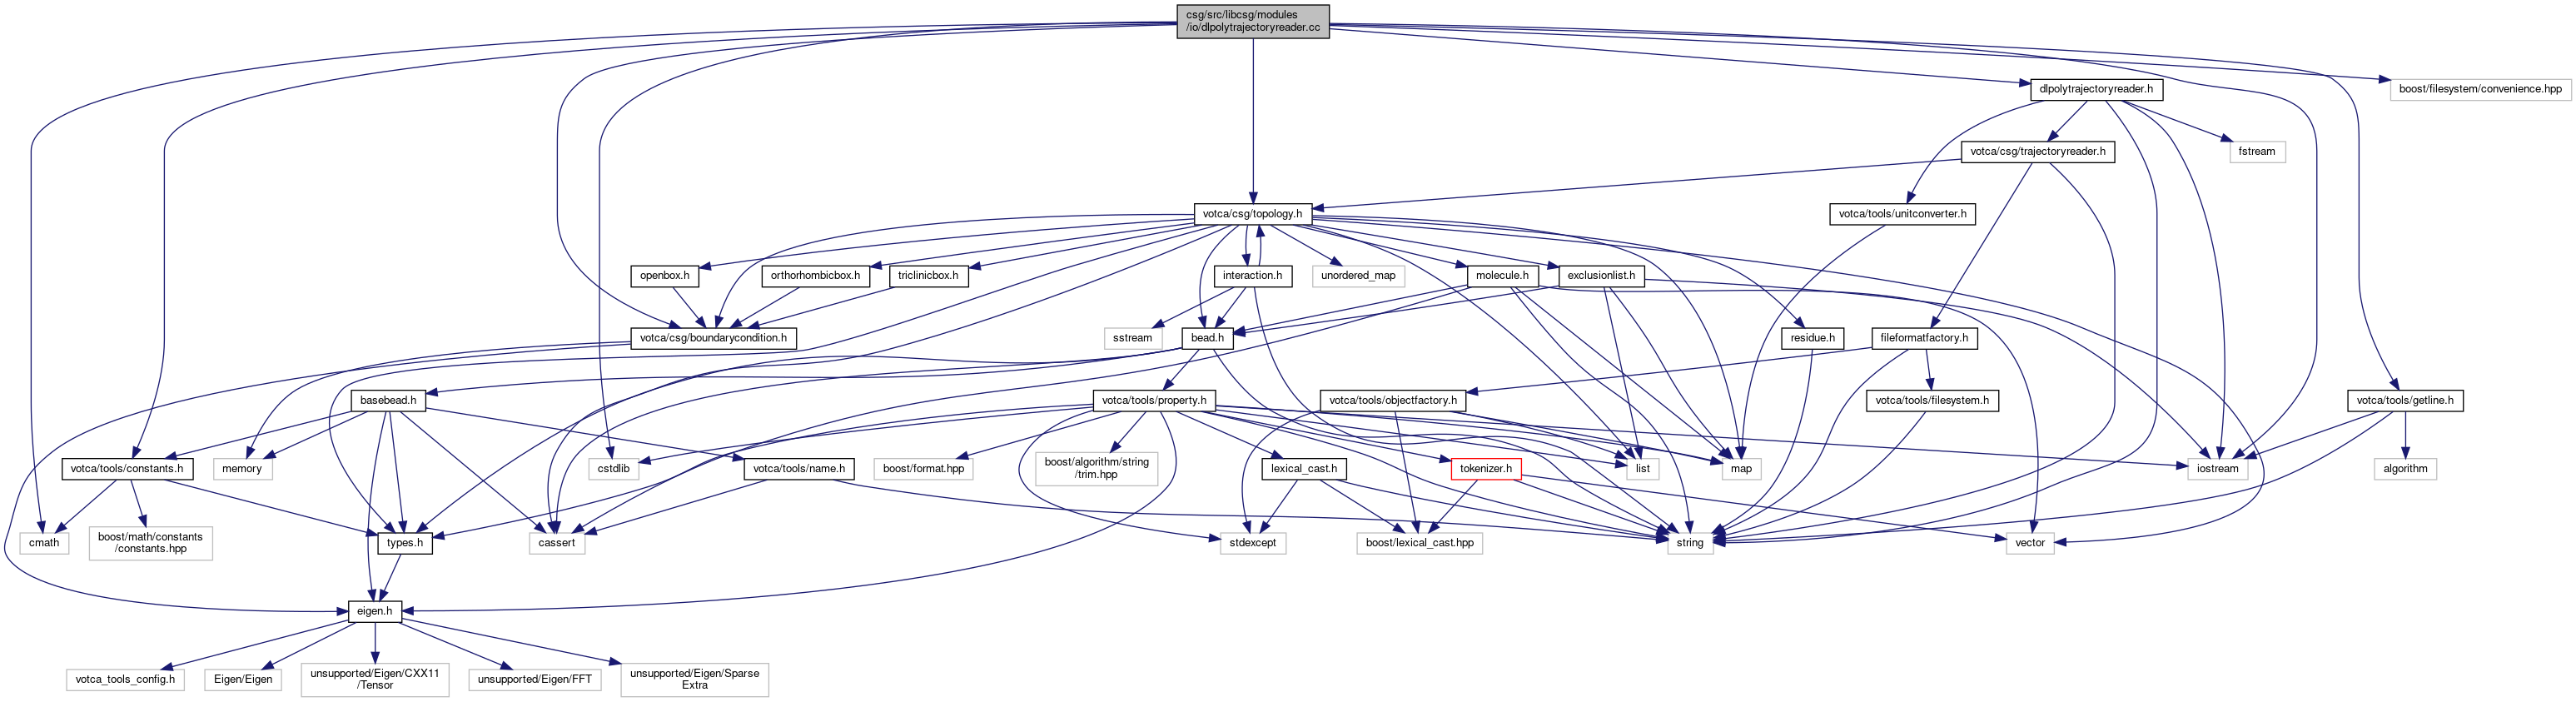 csg/src/libcsg/modules
/io/dlpolytrajectoryreader.cc
dlpolytrajectoryreader.h
boost/filesystem/convenience.hpp
votca/csg/trajectoryreader.h
fstream
votca/csg/topology.h
votca/tools/unitconverter.h
openbox.h
orthorhombicbox.h
triclinicbox.h
interaction.h
unordered_map
molecule.h
exclusionlist.h
votca/csg/boundarycondition.h
sstream
bead.h
residue.h
fileformatfactory.h
basebead.h
votca/tools/property.h
votca/tools/objectfactory.h
votca/tools/filesystem.h
votca/tools/getline.h
votca/tools/constants.h
memory
cstdlib
votca/tools/name.h
boost/format.hpp
boost/algorithm/string
/trim.hpp
lexical_cast.h
tokenizer.h
list
map
iostream
algorithm
cmath
boost/math/constants
/constants.hpp
types.h
cassert
stdexcept
boost/lexical_cast.hpp
string
vector
eigen.h
votca_tools_config.h
Eigen/Eigen
unsupported/Eigen/CXX11
/Tensor
unsupported/Eigen/FFT
unsupported/Eigen/Sparse
Extra